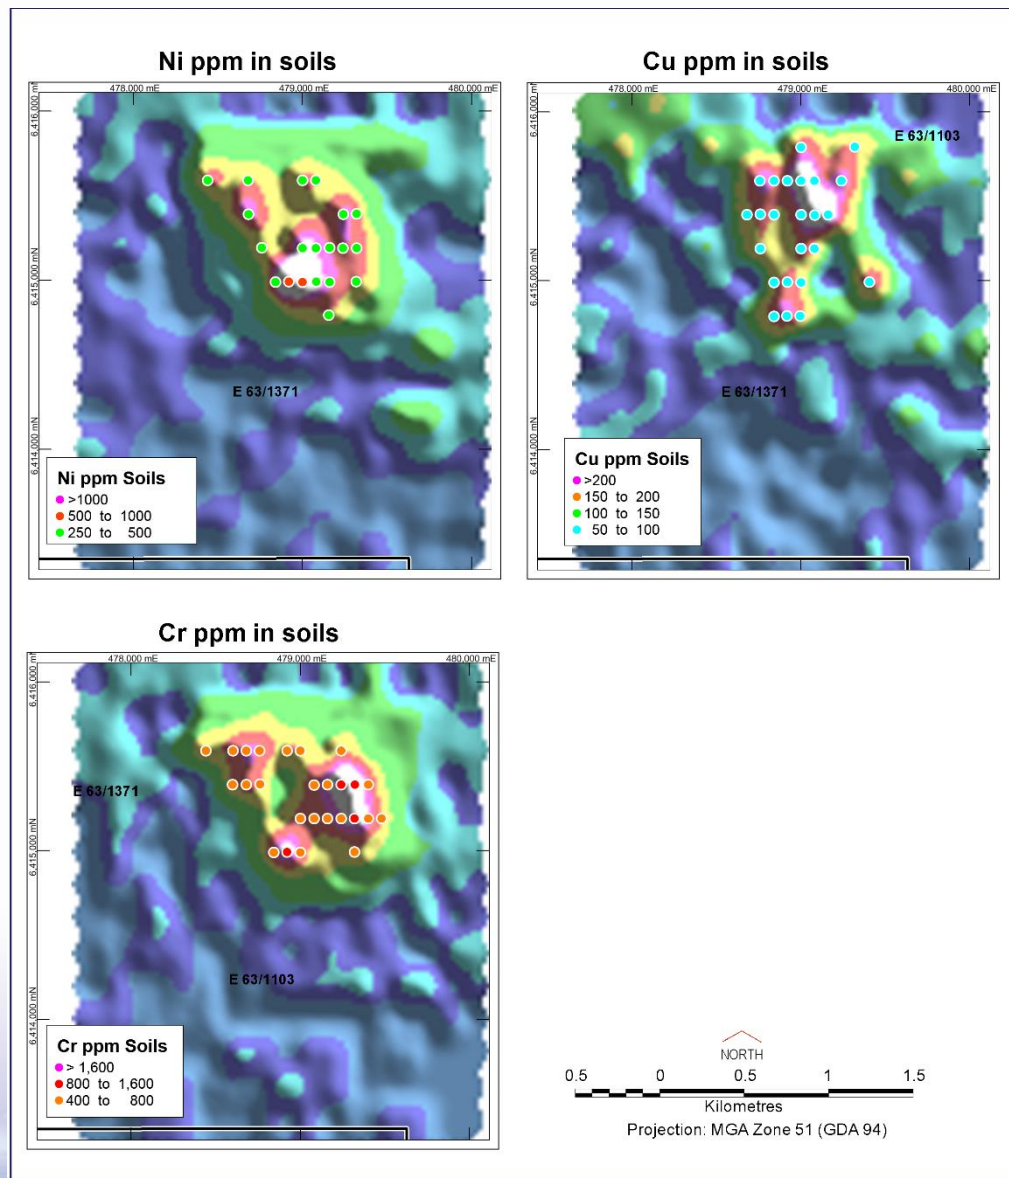 Ni ppm in soils
478,000 mE 479,000 mE 480,000 mE
6,416,000 mN
6,415,000 mN
6,414,000 mN
E 63/1371
Ni ppm Soils
>1000
500 to 1000
250 to 500
Cu ppm in soils
478,000 mE 479,000 mE 480,000 mE
6,416,000 mN
E 63/1103
6,415,000 mN
E 63/1371
6,414,000 mN
Cu ppm Soils
>200
150 to 200
100 to 150
50 to 100
Cr ppm in soils
478,000 mE 479,000 mE 480,000 mE
6,416,000 mN
E 63/1371
6,415,000 mN
E 63/1103
6,414,000 mN
Cr ppm Soils
> 1,600
800 to 1,600
400 to 800
NORTH
0.5 0 0.5 1 1.5
Kilometres
Projection: MGA Zone 51 (GDA 94)